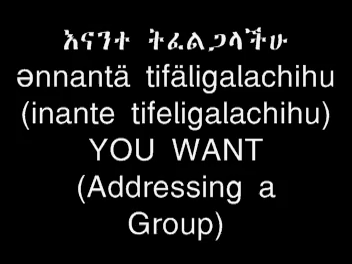 እናንተ ትፈልጋላችሁ
ənnantä tifäligalachihu
(inante tifeligalachihu)
YOU WANT
(Addressing a
Group)